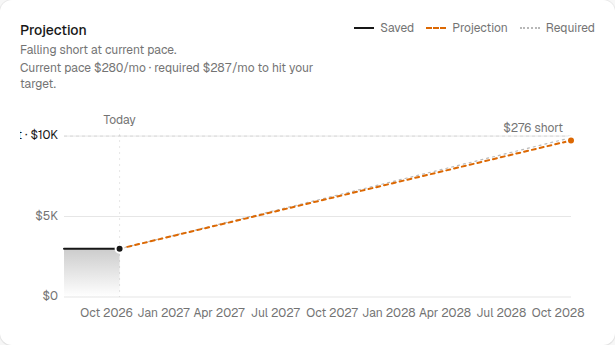 Projection
Saved
Projection
Required
Falling short at current pace.
Current pace $280/mo · required $287/mo to hit your
target.
Today
$276 short
· $10K
$5K
$0
Oct 2026 Jan 2027 Apr 2027 Jul 2027 Oct 2027 Jan 2028 Apr 2028 Jul 2028 Oct 2028